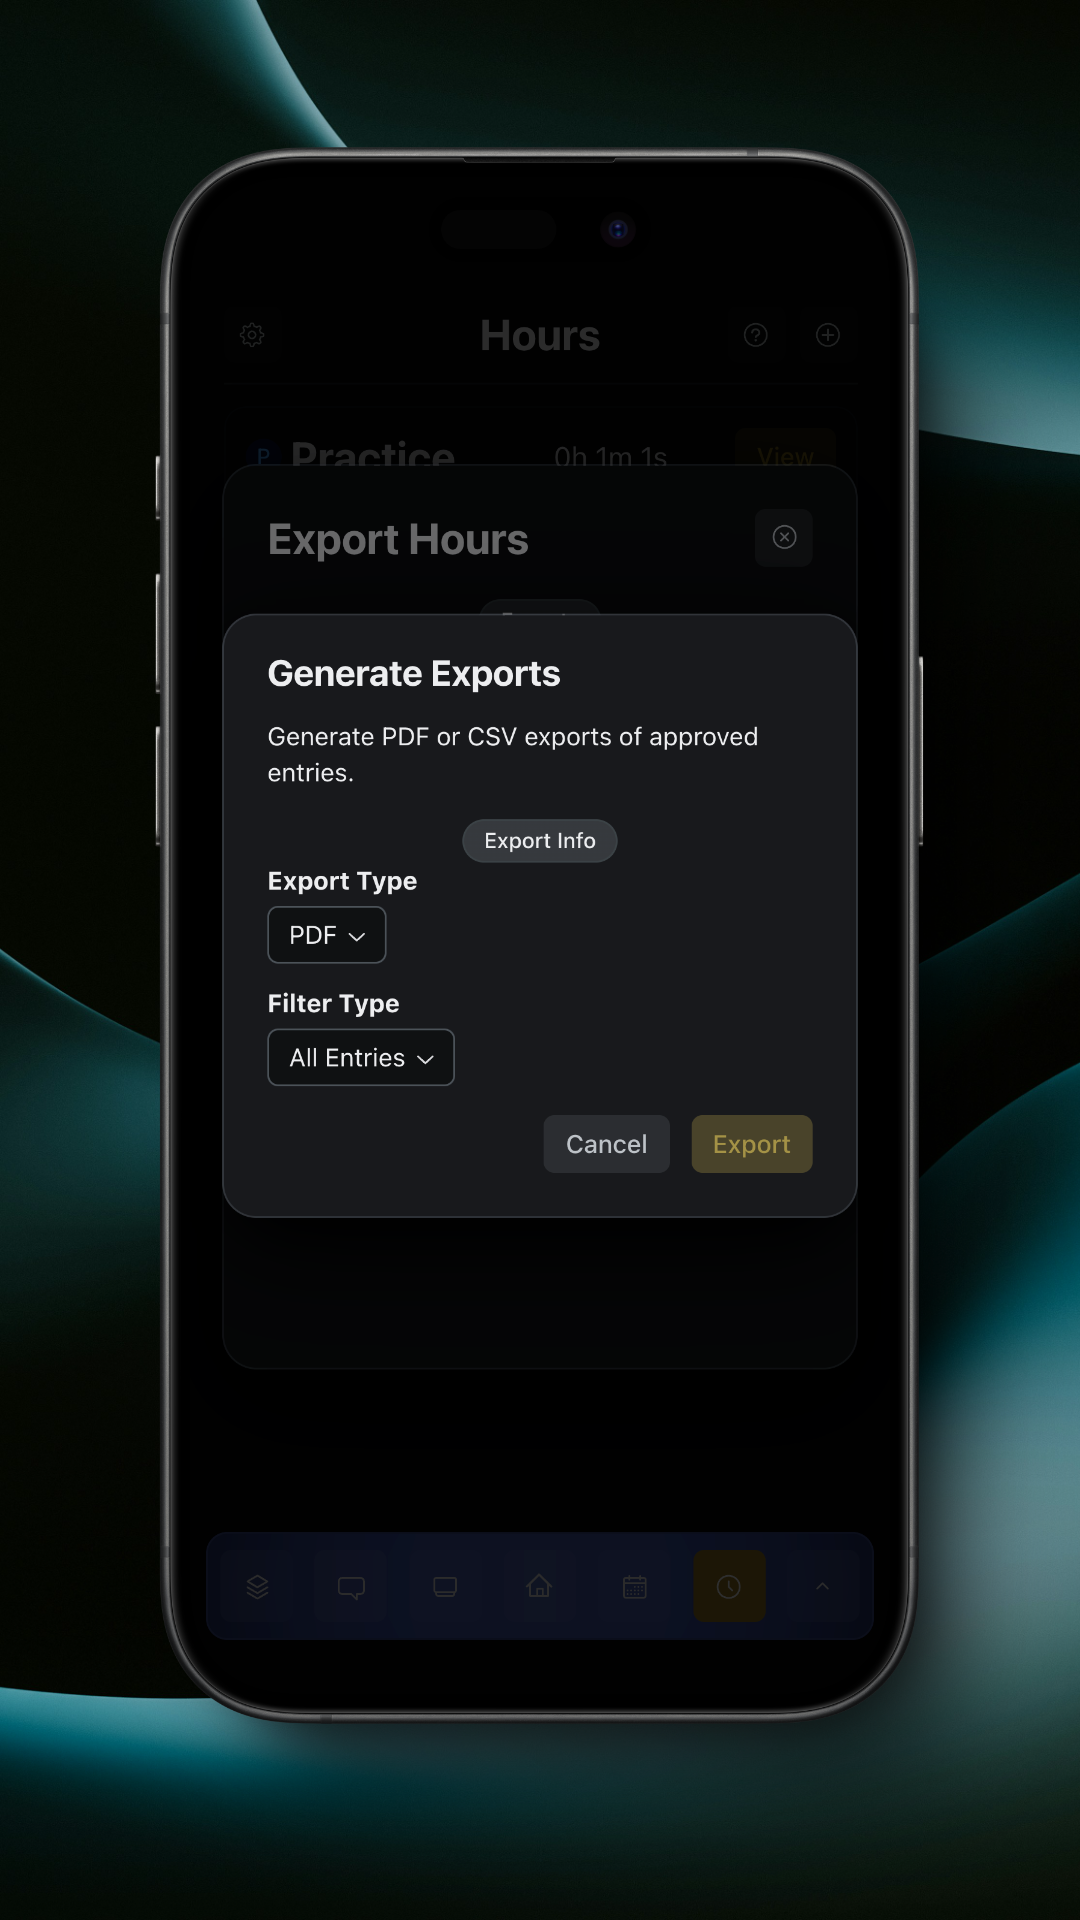 Hours
P Practice 0h 1m 1s View
Export Hours
Generate Exports
Generate PDF or CSV exports of approved
entries.
Export Info
Export Type
PDF
Filter Type
All Entries
Cancel Export